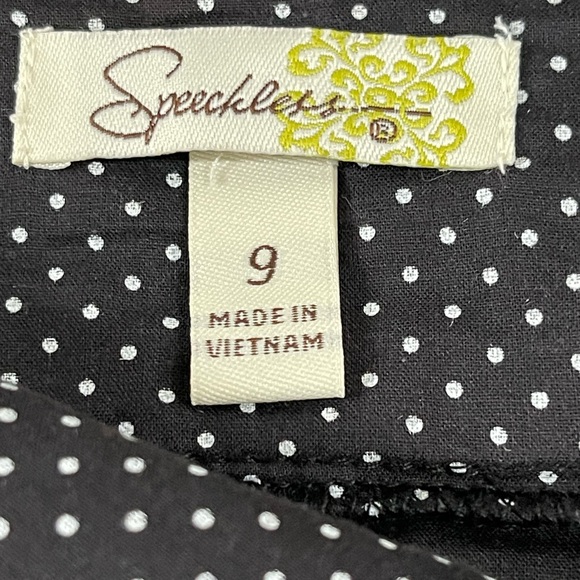 Speechless ®
9
MADE IN
VIETNAM